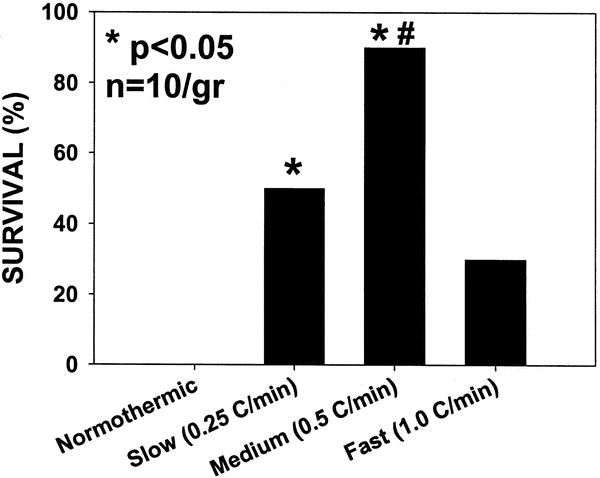 * p<0.05
n=10/gr
* #
*
SURVIVAL (%)
100
80
60
40
20
0
Normothermic
Slow (0.25 C/min)
Medium (0.5 C/min)
Fast (1.0 C/min)